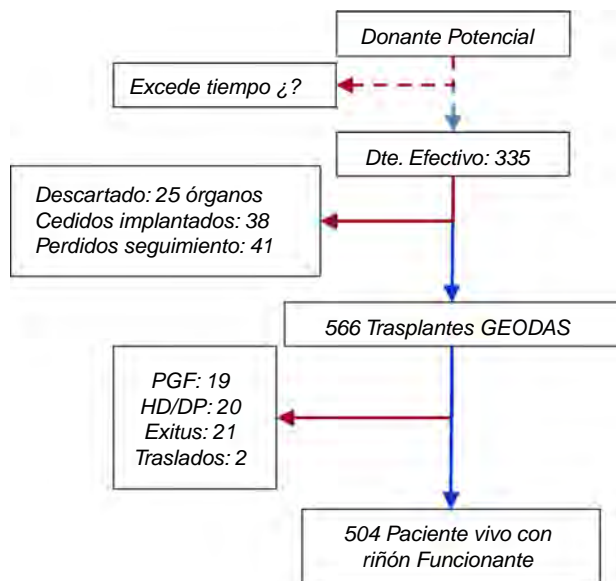 Donante Potencial
Excede tiempo ¿?
Dte. Efectivo: 335
Descartado: 25 órganos
Cedidos implantados: 38
Perdidos seguimiento: 41
566 Trasplantes GEODAS
PGF: 19
HD/DP: 20
Exitus: 21
Traslados: 2
504 Paciente vivo con
riñón Funcionante